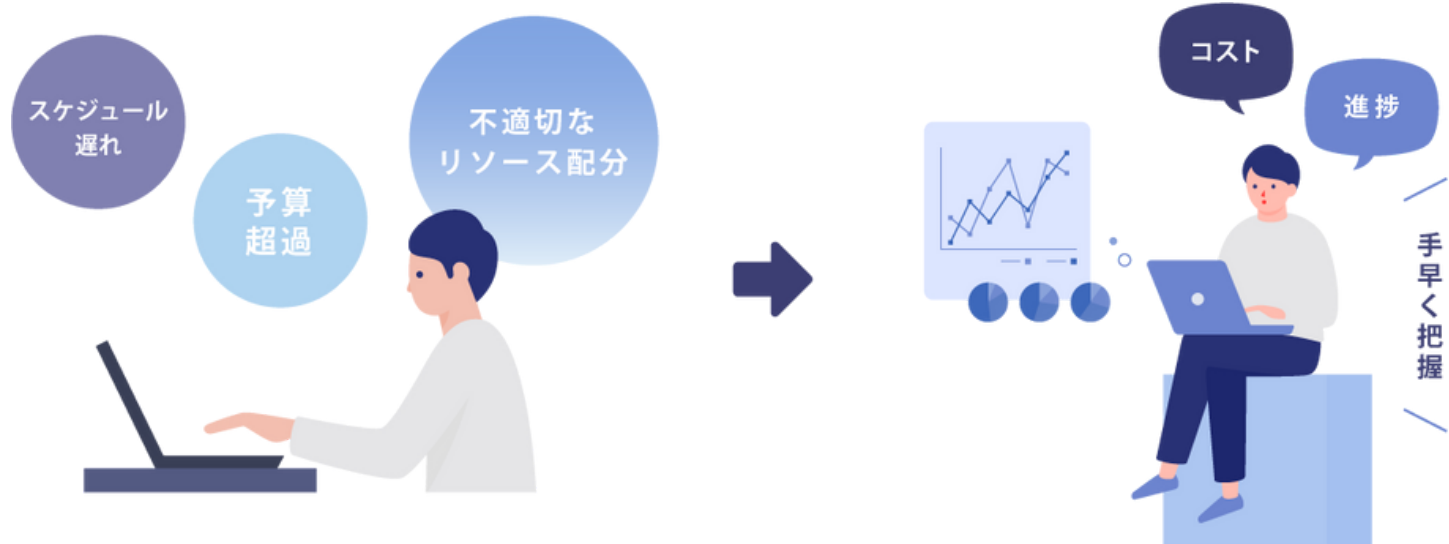 スケジュール
遅れ
予算
超過
不適切な
リソース配分
コスト
進捗
手早く把握